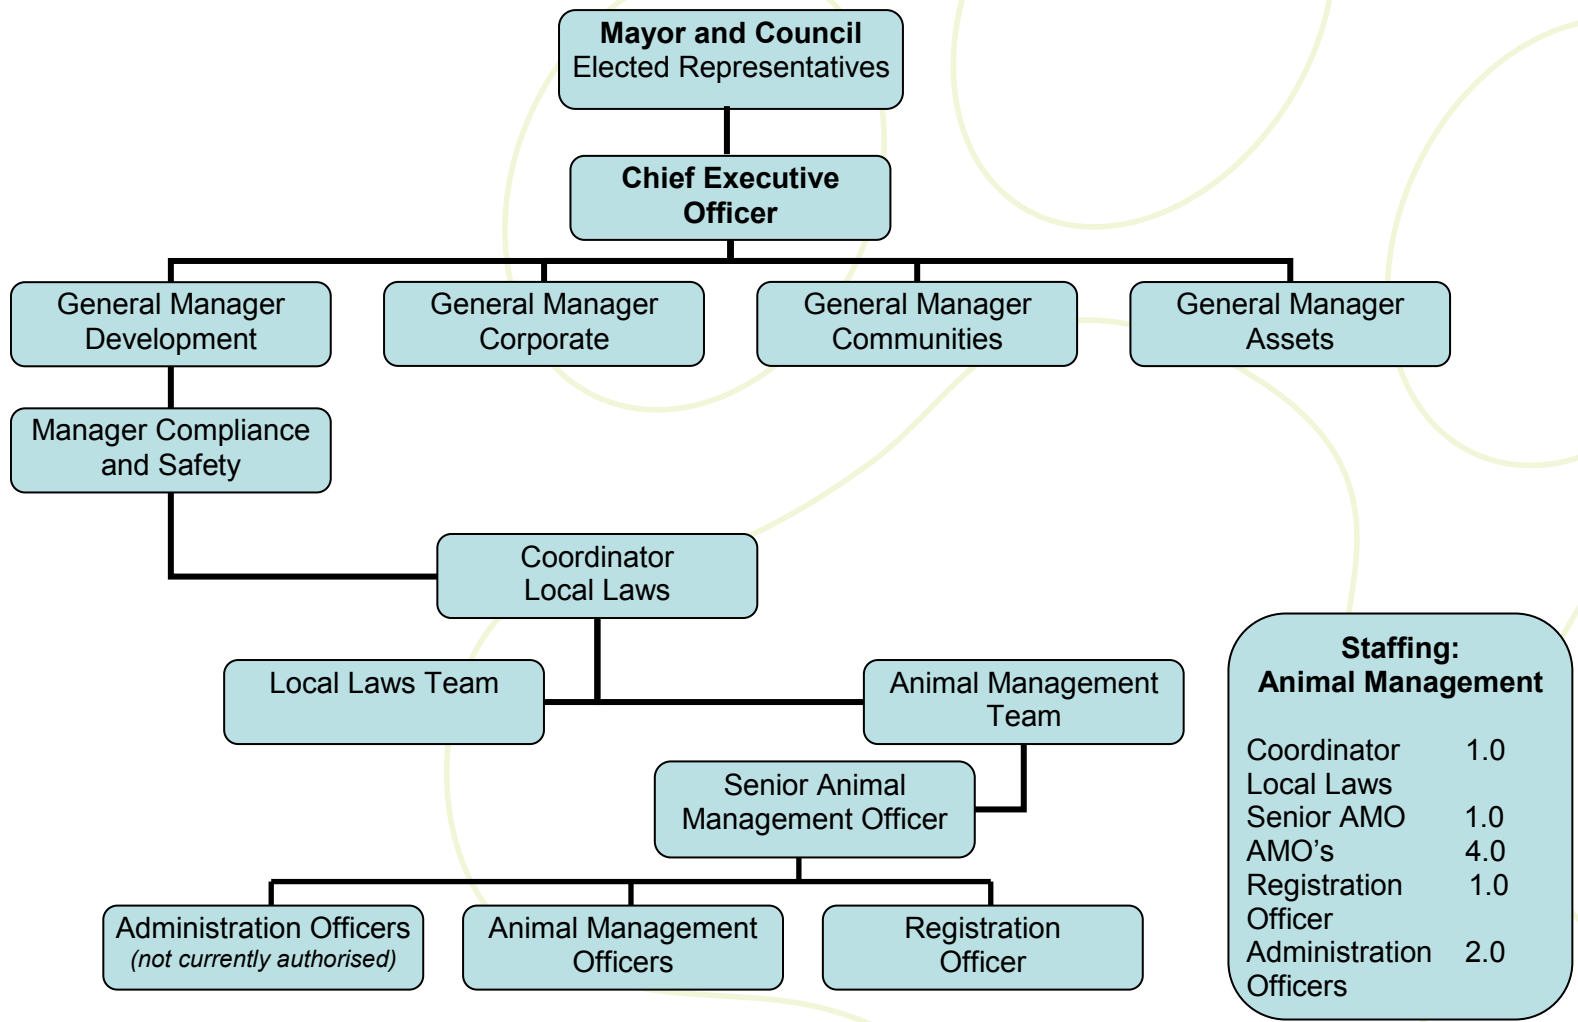 Mayor and Council
Elected Representatives
Chief Executive
Officer
General Manager
Development
General Manager
Corporate
General Manager
Communities
General Manager
Assets
Manager Compliance
and Safety
Coordinator
Local Laws
Local Laws Team
Animal Management
Team
Senior Animal
Management Officer
Administration Officers
(not currently authorised)
Animal Management
Officers
Registration
Officer
Staffing:
Animal Management
Coordinator 1.0
Local Laws
Senior AMO 1.0
AMO’s 4.0
Registration 1.0
Officer
Administration 2.0
Officers